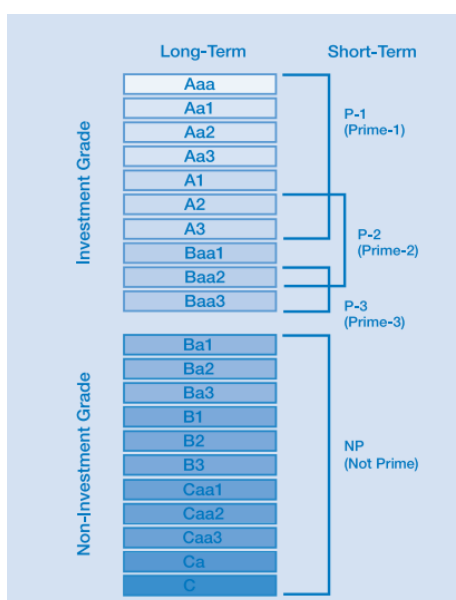 Long-Term
Short-Term
Investment Grade
Aaa
Aa1
Aa2
Aa3
A1
A2
A3
Baa1
Baa2
Baa3
P-1
(Prime-1)
P-2
(Prime-2)
P-3
(Prime-3)
Non-Investment Grade
Ba1
Ba2
Ba3
B1
B2
B3
Caa1
Caa2
Caa3
Ca
C
NP
(Not Prime)